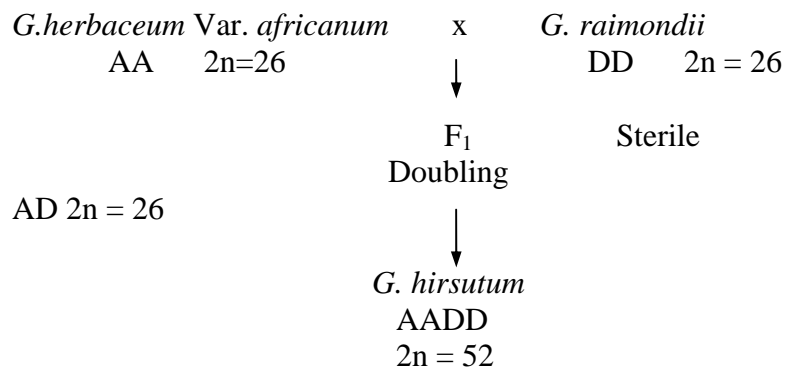 G.herbaceum Var. africanum x G. raimondii
AA 2n=26 DD 2n = 26
F1 Sterile
Doubling
AD 2n = 26
G. hirsutum
AADD
2n = 52